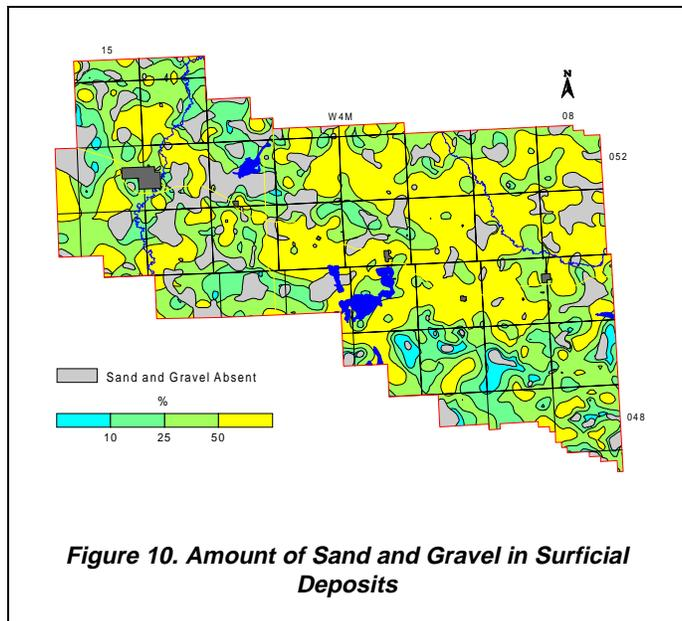 15
N
W4M
08
052
Sand and Gravel Absent
%
10 25 50
048
Figure 10. Amount of Sand and Gravel in Surficial
Deposits